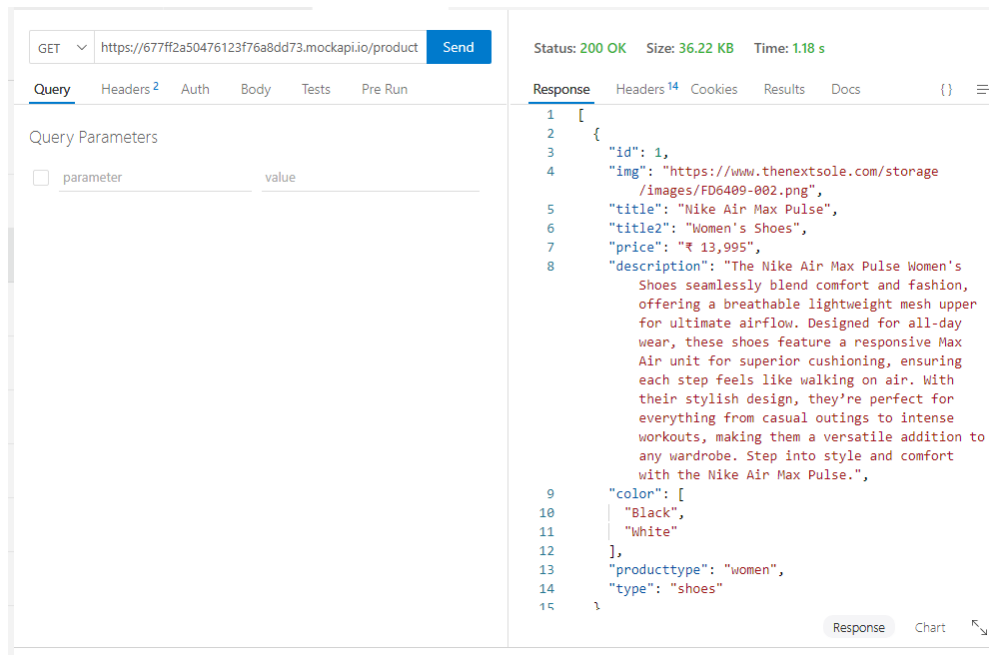 GET https://677ff2a50476123f76a8dd73.mockapi.io/product Send
Query Headers 2 Auth Body Tests Pre Run
Query Parameters
parameter value
Status: 200 OK Size: 36.22 KB Time: 1.18 s
Response Headers 14 Cookies Results Docs { }
1 [
2 {
3 "id": 1,
4 "img": "https://www.thenextsole.com/storage
/images/FD6409-002.png",
5 "title": "Nike Air Max Pulse",
6 "title2": "Women's Shoes",
7 "price": "₹ 13,995",
8 "description": "The Nike Air Max Pulse Women's
Shoes seamlessly blend comfort and fashion,
offering a breathable lightweight mesh upper
for ultimate airflow. Designed for all-day
wear, these shoes feature a responsive Max
Air unit for superior cushioning, ensuring
each step feels like walking on air. With
their stylish design, they’re perfect for
everything from casual outings to intense
workouts, making them a versatile addition to
any wardrobe. Step into style and comfort
with the Nike Air Max Pulse.",
9 "color": [
10 "Black",
11 "White"
12 ],
13 "producttype": "women",
14 "type": "shoes"
15 }
Response Chart